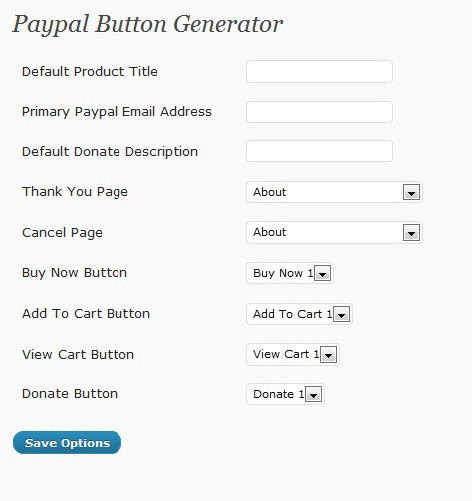 Paypal Button Generator
Default Product Title
Primary Paypal Email Address
Default Donate Description
Thank You Page About
Cancel Page About
Buy Now Button Buy Now 1
Add To Cart Button Add To Cart 1
View Cart Button View Cart 1
Donate Button Donate 1
Save Options